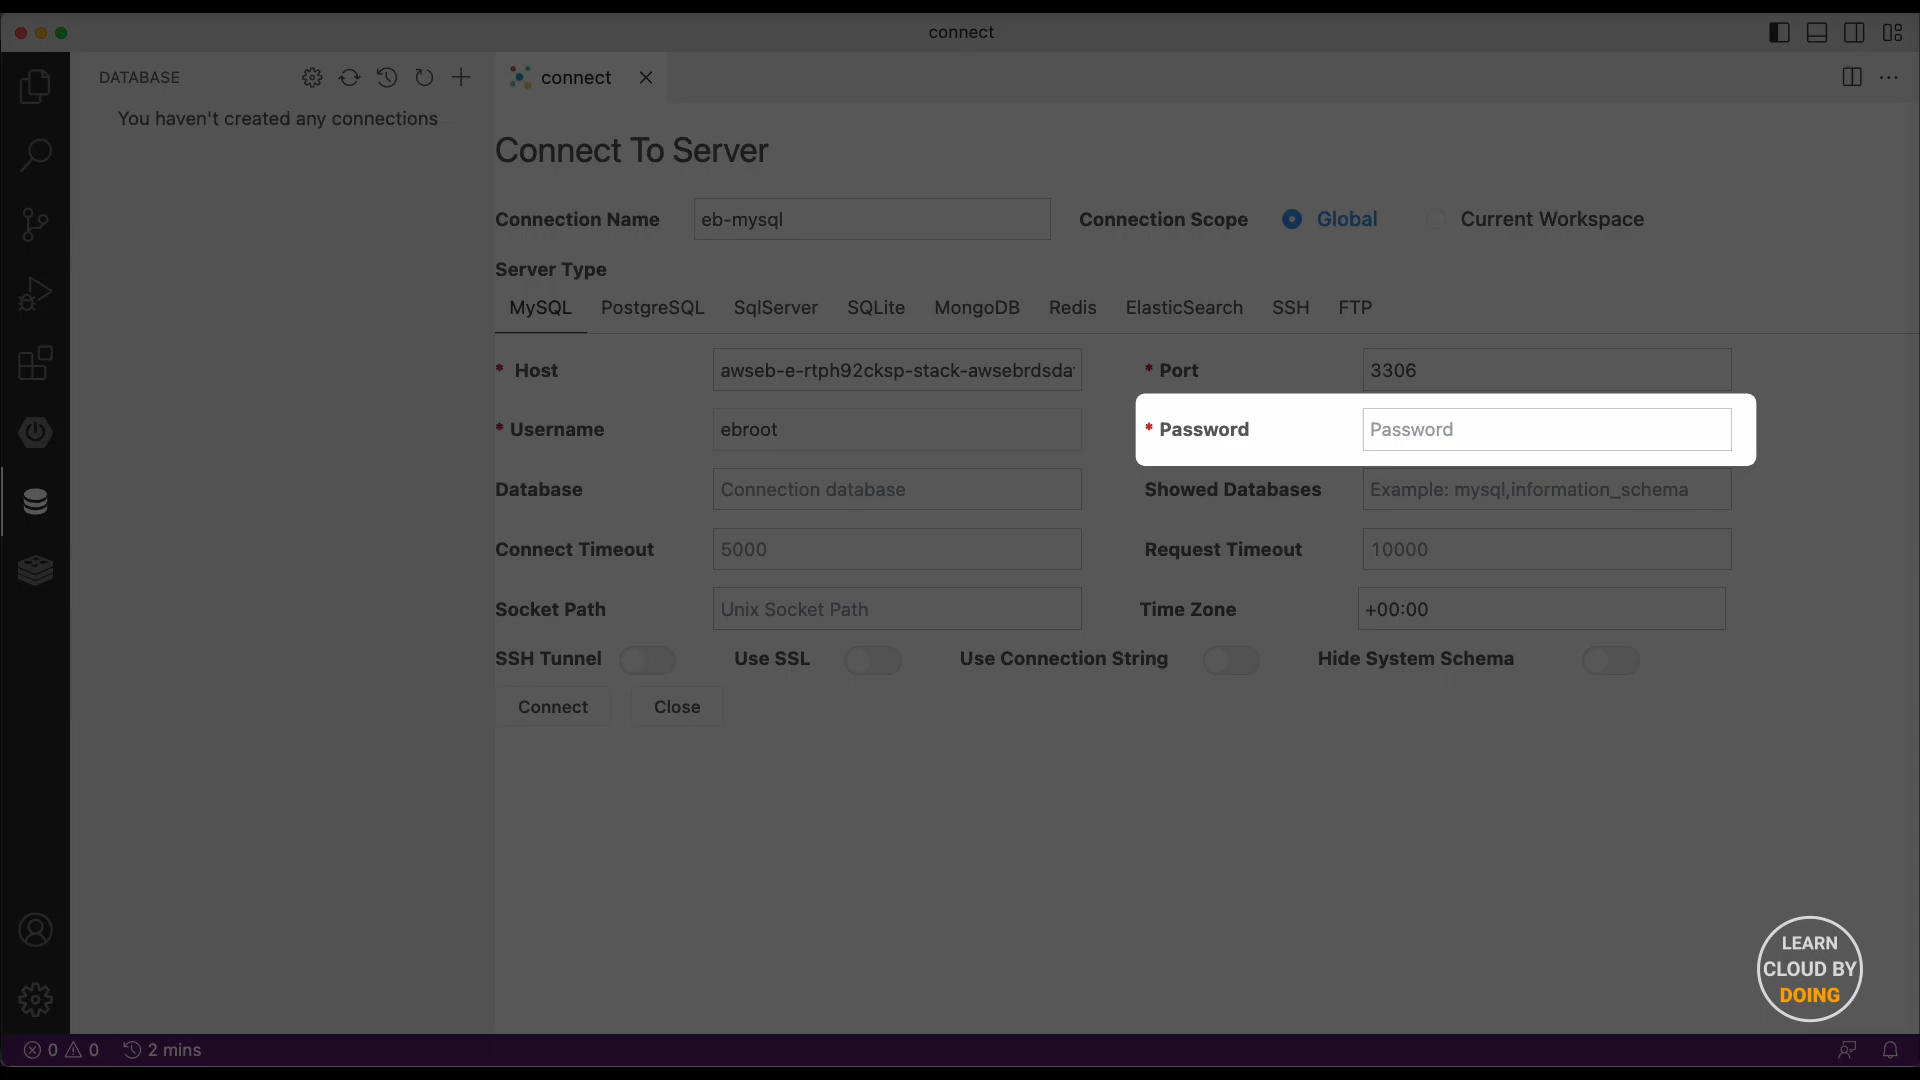 connect
DATABASE
connect
You haven't created any connections
Connect To Server
Connection Name
eb-mysql
Connection Scope
Global
Current Workspace
Server Type
MySQL
PostgreSQL
SqlServer
SQLite
MongoDB
Redis
ElasticSearch
SSH
FTP
* Host
awseb-e-rtph92cksp-stack-awsebrdsda
* Port
3306
* Username
ebroot
* Password
Password
Database
Connection database
Showed Databases
Example: mysql,information_schema
Connect Timeout
5000
Request Timeout
10000
Socket Path
Unix Socket Path
Time Zone
+00:00
SSH Tunnel
Use SSL
Use Connection String
Hide System Schema
Connect
Close
LEARN
CLOUD BY
DOING
0
0
2 mins